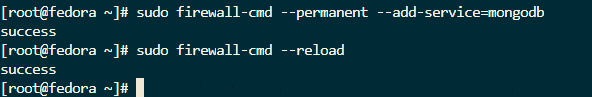 [root@fedora ~]# sudo firewall-cmd --permanent --add-service=mongodb
success
[root@fedora ~]# sudo firewall-cmd --reload
success
[root@fedora ~]#